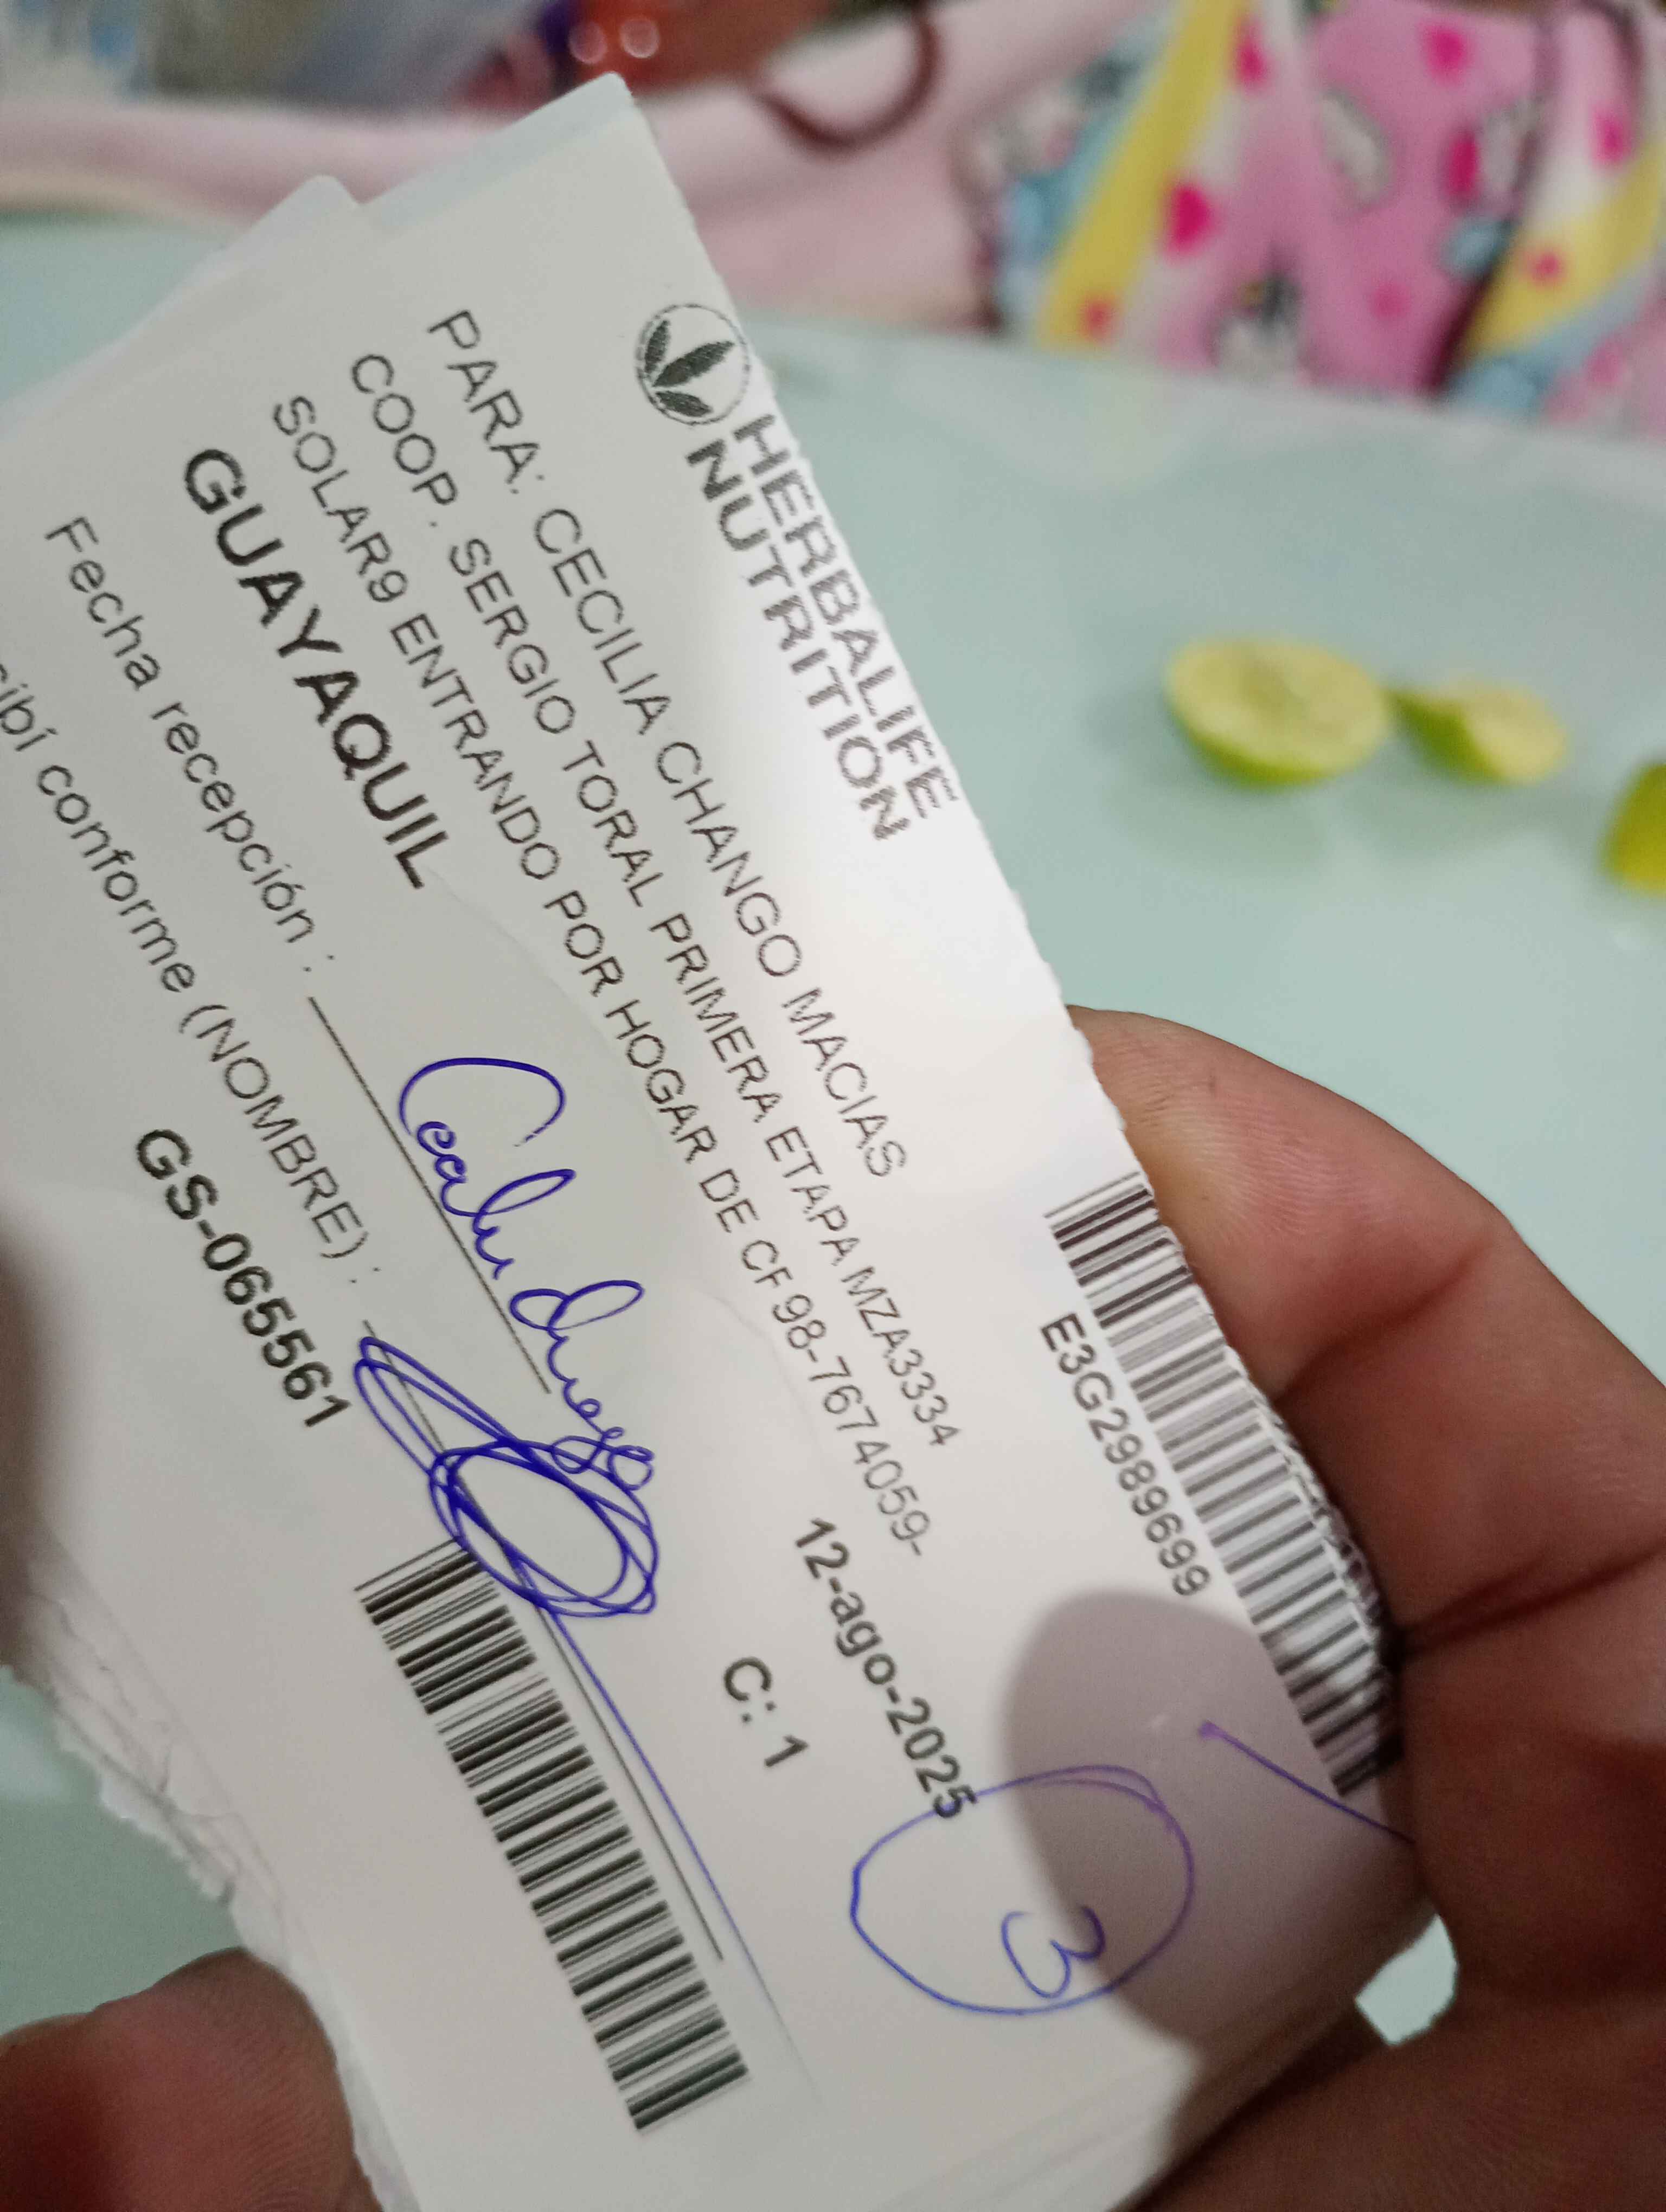 HERBALIFE
NUTRITION
E3G2989699
PARA: CECILIA CHANGO MACIAS
COOP. SERGIO TORAL PRIMERA ETAPA MZA3334
SOLAR9 ENTRANDO POR HOGAR DE CF 98-7674059-
GUAYAQUIL
12-ago-2025
3
C: 1
Fecha recepción :
conforme (NOMBRE) :
GS-065561